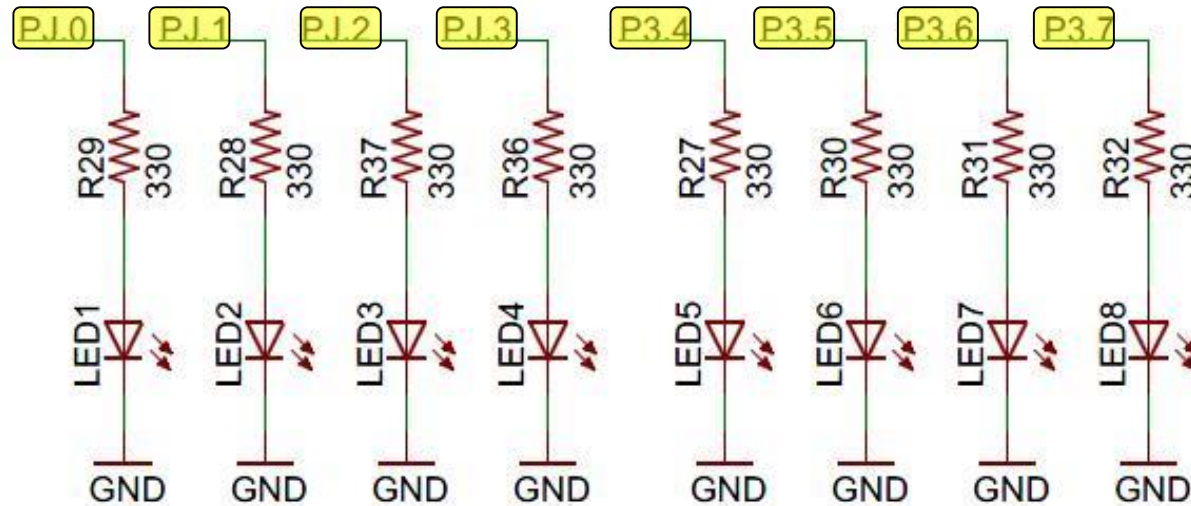 PJ.0 PJ.1 PJ.2 PJ.3 P3.4 P3.5 P3.6 P3.7
R29 330 R28 330 R37 330 R36 330 R27 330 R30 330 R31 330 R32 330
LED1 LED2 LED3 LED4 LED5 LED6 LED7 LED8
GND GND GND GND GND GND GND GND